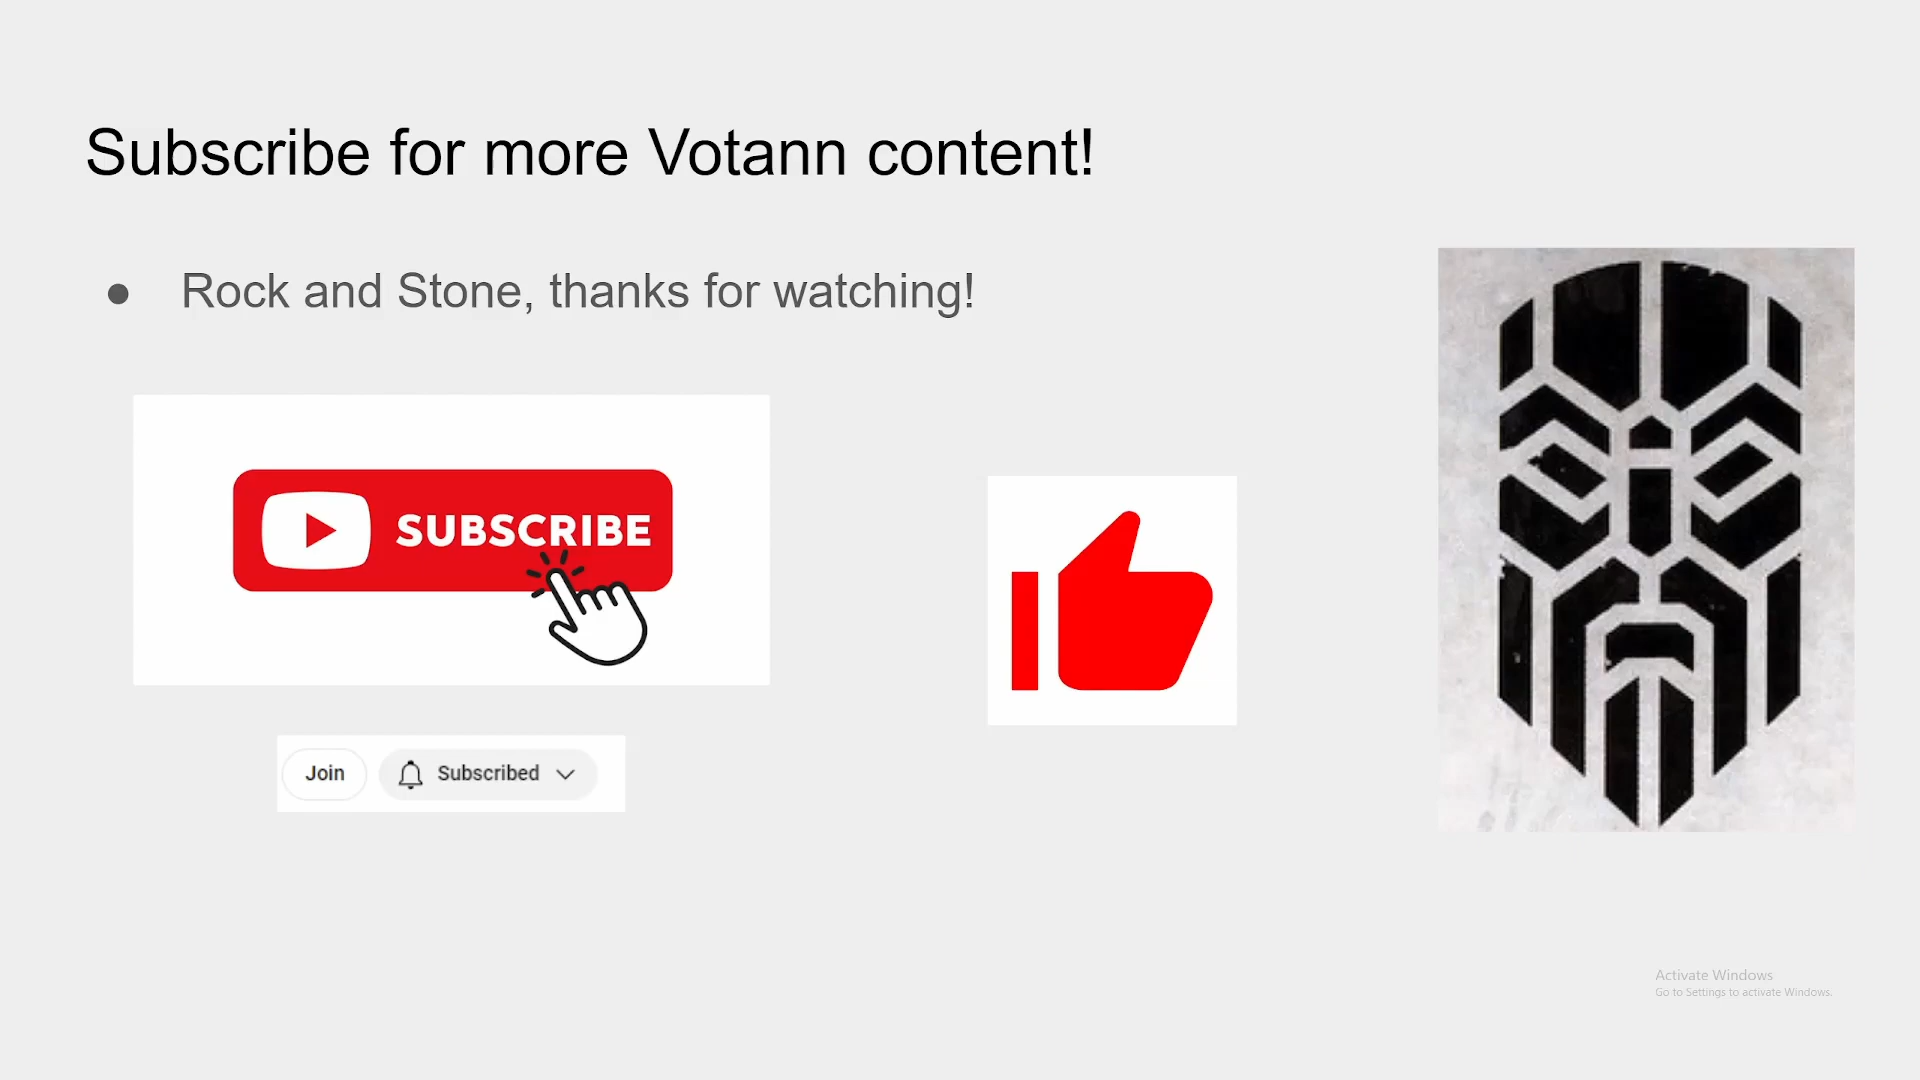 Subscribe for more Votann content!
● Rock and Stone, thanks for watching!
SUBSCRIBE
Join
Subscribed
Activate Windows
Go to Settings to activate Windows.